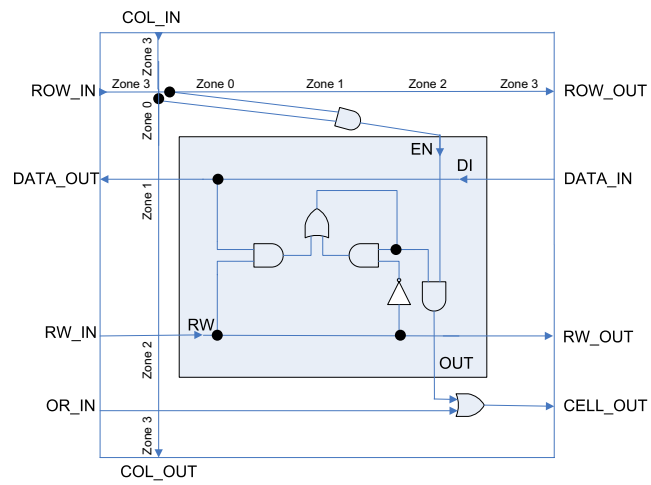 COL_IN
Zone 3
ROW_IN
Zone 3
Zone 0
Zone 1
Zone 2
Zone 3
ROW_OUT
Zone 0
EN
DATA_OUT
DI
DATA_IN
Zone 1
RW_IN
RW
RW_OUT
Zone 2
OUT
OR_IN
CELL_OUT
Zone 3
COL_OUT